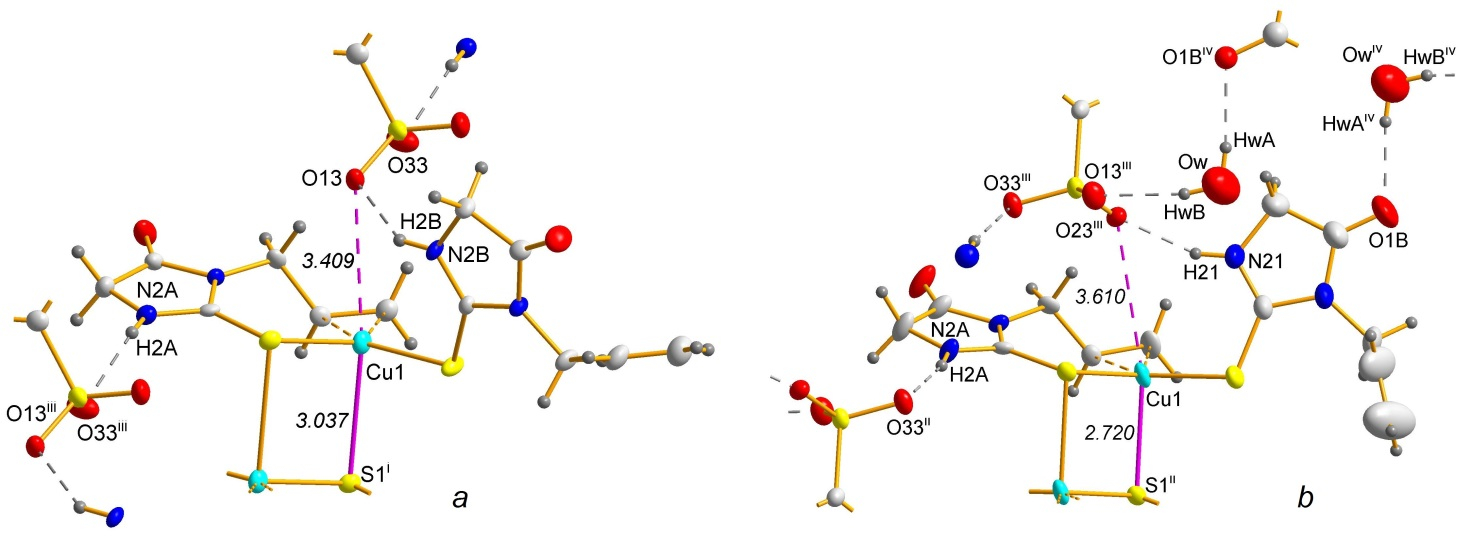 O33
O13
H2B
N2B
3.409
N2A
H2A
Cu1
O13ⁱⁱⁱ
O33ⁱⁱⁱ
3.037
S1ⁱ
a
O1Bᴵⱽ
Owᴵⱽ
HwBᴵⱽ
HwAᴵⱽ
HwA
Ow
O13ᴵᴵᴵ
O33ᴵᴵᴵ
HwB
O23ᴵᴵᴵ
O1B
H21
N21
3.610
N2A
H2A
Cu1
O33ᴵᴵ
2.720
S1ᴵᴵ
b